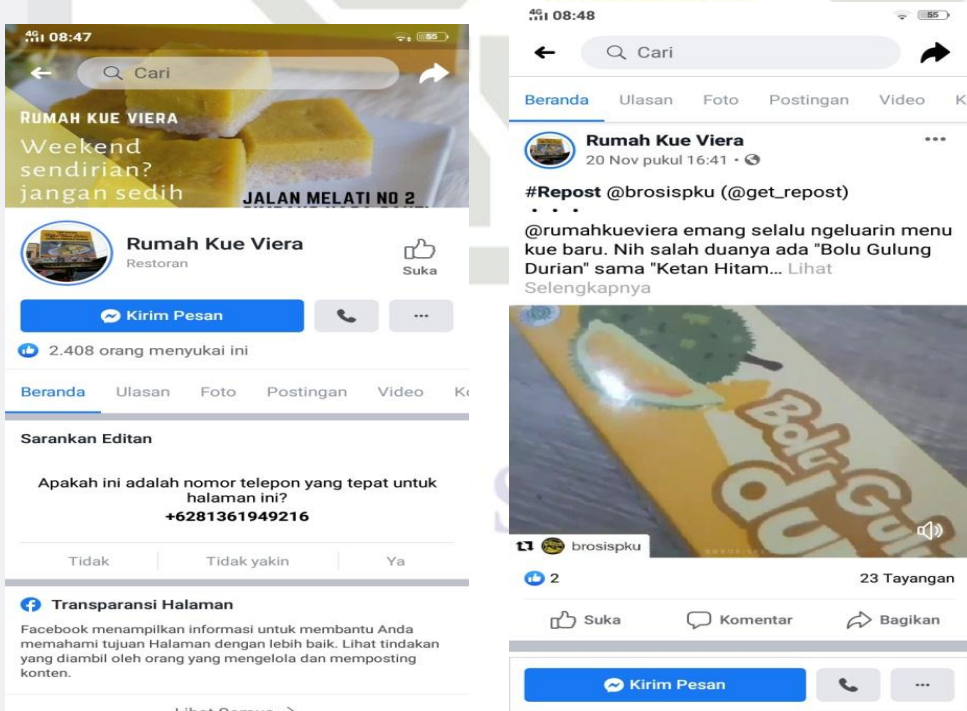 4G 08:47
55
Cari
RUMAH KUE VIERA
Weekend
sendirian?
jangan sedih
JALAN MELATI NO 2
Rumah Kue Viera
Restoran
Suka
Kirim Pesan
2.408 orang menyukai ini
Beranda Ulasan Foto Postingan Video
Sarankan Editan
Apakah ini adalah nomor telepon yang tepat untuk
halaman ini?
+6281361949216
Tidak Tidak yakin Ya
Transparansi Halaman
Facebook menampilkan informasi untuk membantu Anda
memahami tujuan Halaman dengan lebih baik. Lihat tindakan
yang diambil oleh orang yang mengelola dan memposting
konten.
4G 08:48
55
Cari
Beranda Ulasan Foto Postingan Video K
Rumah Kue Viera
20 Nov pukul 16:41
#Repost @brosispku (@get_repost)
• • •
@rumahkueviera emang selalu ngeluarin menu
kue baru. Nih salah duanya ada "Bolu Gulung
Durian" sama "Ketan Hitam... Lihat
Selengkapnya
Bolu Gu
du
brosispku
2
23 Tayangan
Suka Komentar Bagikan
Kirim Pesan